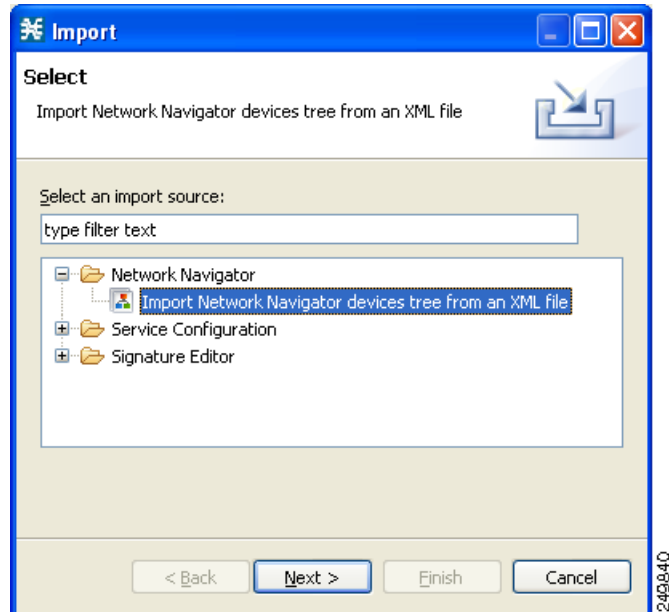 Import
Select
Import Network Navigator devices tree from an XML file
Select an import source:
type filter text
Network Navigator
Import Network Navigator devices tree from an XML file
Service Configuration
Signature Editor
< Back Next > Finish Cancel
249840